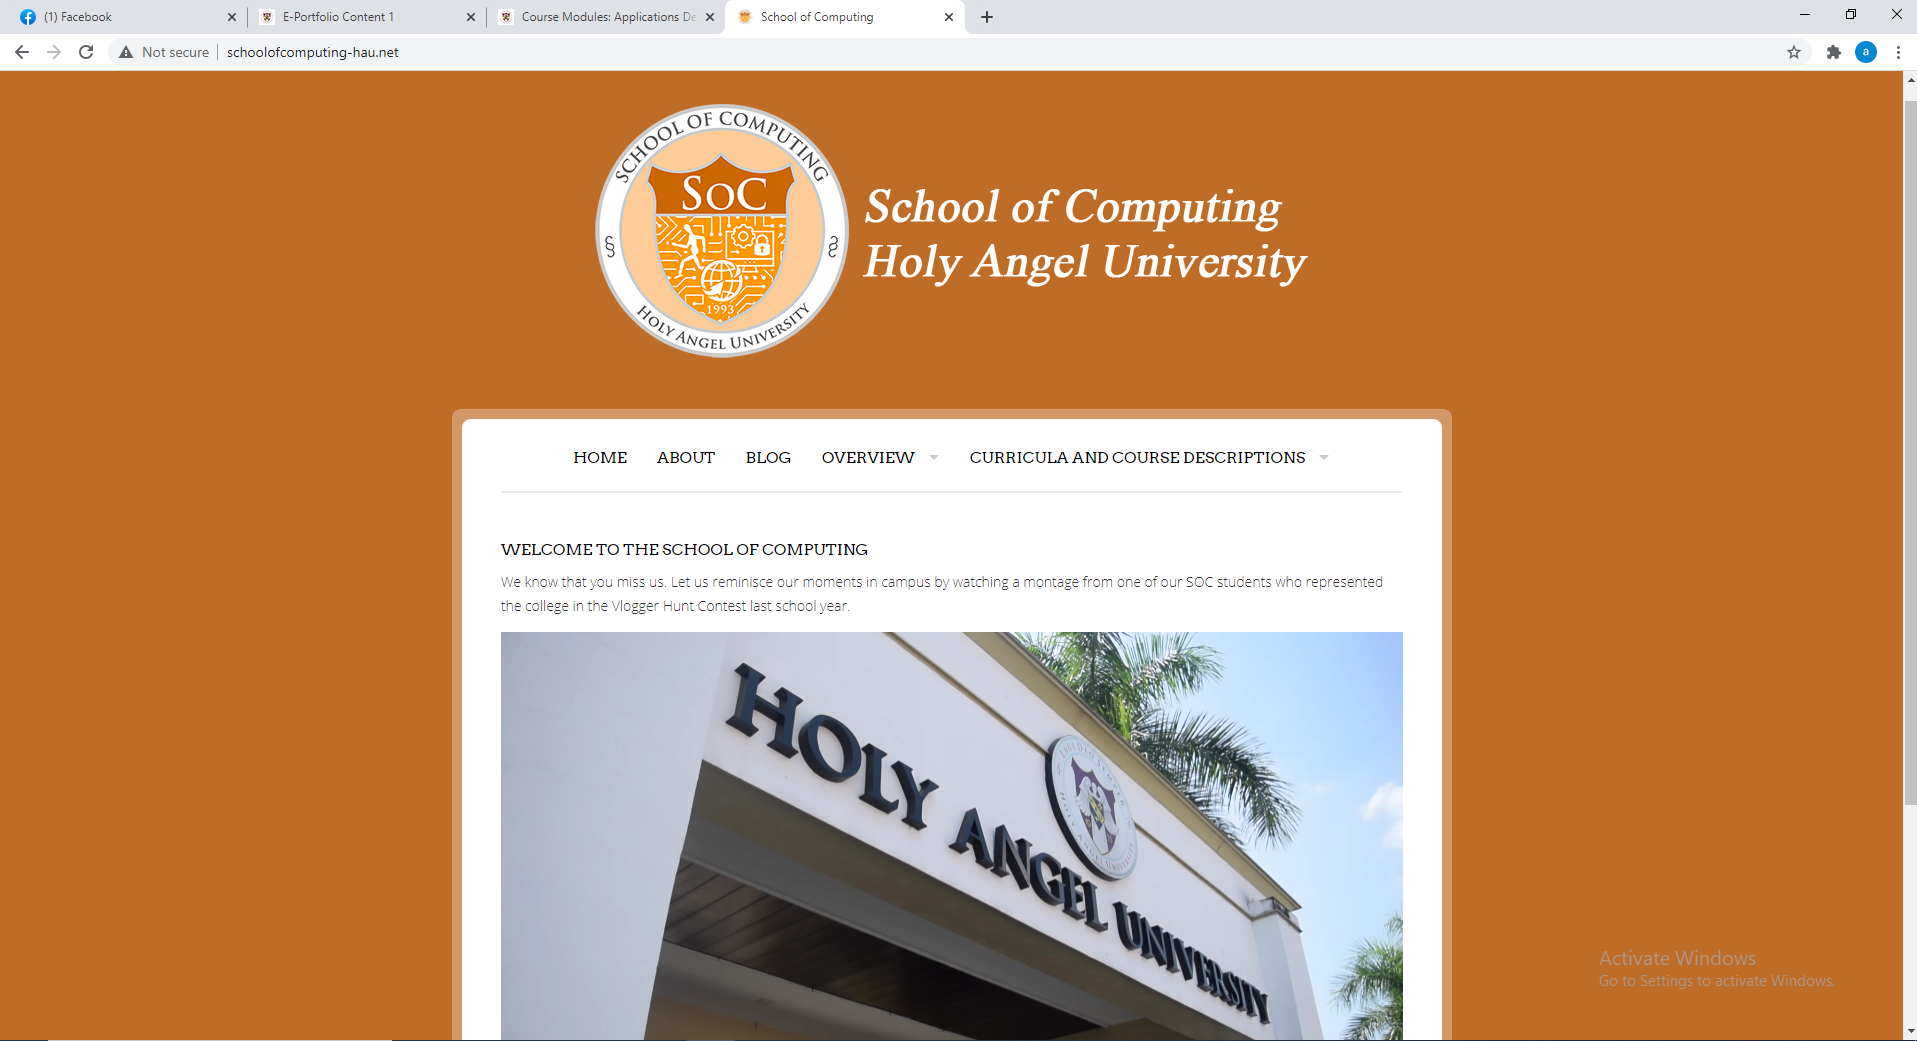 (1) Facebook
E-Portfolio Content 1
Course Modules: Applications De
School of Computing
Not secure
schoolofcomputing-hau.net
a
SCHOOL OF COMPUTING
SOC
1993
HOLY ANGEL UNIVERSITY
School of Computing
Holy Angel University
HOME
ABOUT
BLOG
OVERVIEW
CURRICULA AND COURSE DESCRIPTIONS
WELCOME TO THE SCHOOL OF COMPUTING
We know that you miss us. Let us reminisce our moments in campus by watching a montage from one of our SOC students who represented
the college in the Vlogger Hunt Contest last school year.
HOLY ANGEL UNIVERSITY
Activate Windows
Go to Settings to activate Windows.